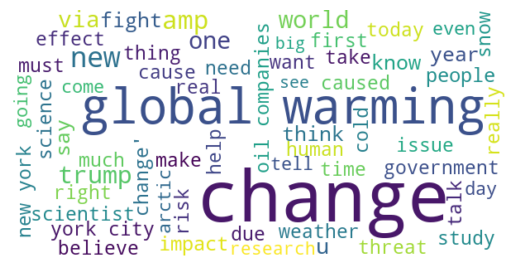 via fight amp world today even
effect new one big first snow
must thing cause need want take know year
going science come real see caused people
global warming
say think cold really
much change' help oil companies human issue
new york trump make tell time government
right arctic risk change talk day
scientist
york city due weather study
believe impact research u threat